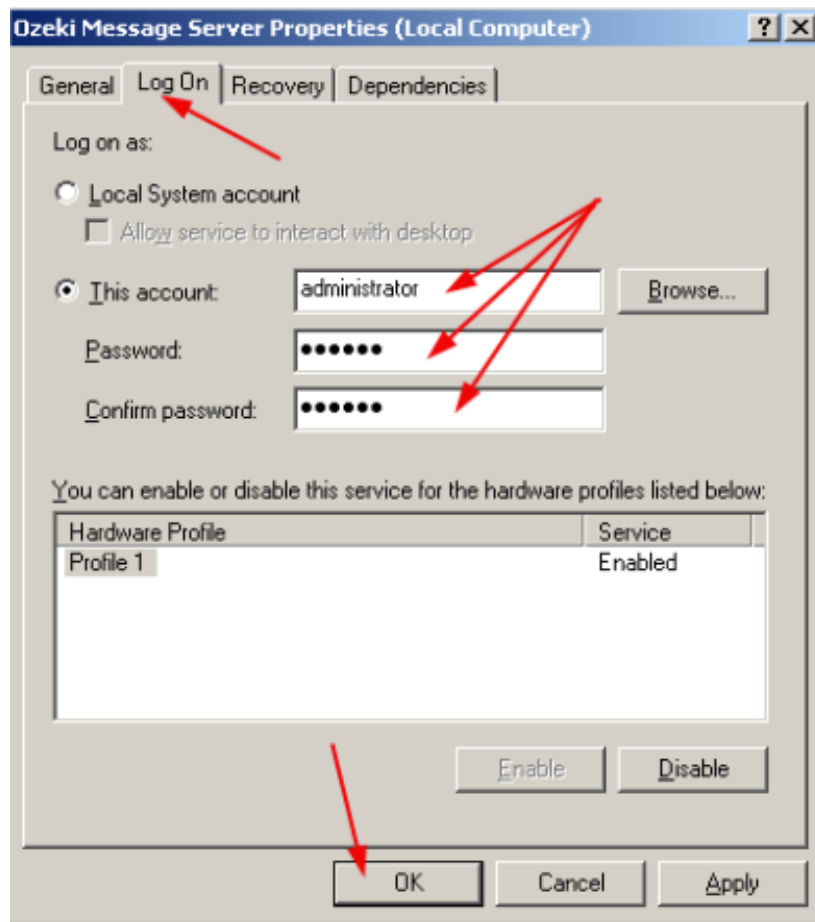 Ozeki Message Server Properties (Local Computer)
General Log On Recovery Dependencies
Log on as:
Local System account
Allow service to interact with desktop
This account: administrator Browse...
Password: ••••••
Confirm password: ••••••
You can enable or disable this service for the hardware profiles listed below:
Hardware Profile Service
Profile 1 Enabled
Enable Disable
OK Cancel Apply